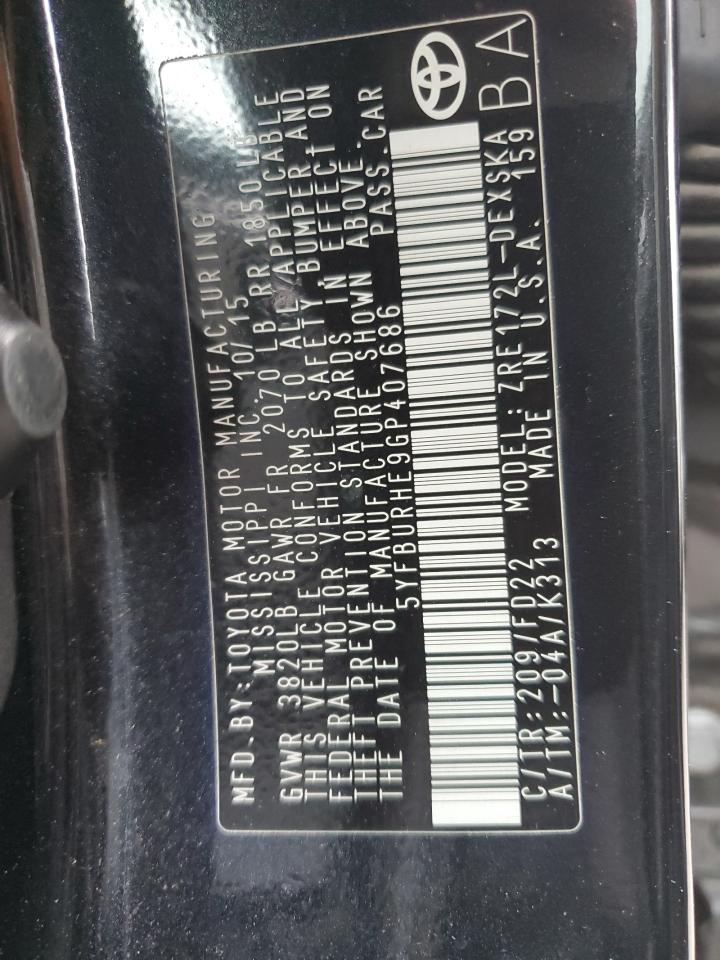 MFD.BY:TOYOTA MOTOR MANUFACTURING
MISSISSIPPI INC. 10/15
GVWR 3820LB GAWR FR 2070 LB RR 1850 LB
THIS VEHICLE CONFORMS TO ALL APPLICABLE
FEDERAL MOTOR VEHICLE SAFETY BUMPER AND
THEFT PREVENTION STANDARDS IN EFFECT ON
THE DATE OF MANUFACTURE SHOWN ABOVE.
5YFBURHE9GP407686 PASS.CAR
C/TR:209/FD22 MODEL: ZRE172L-DEXSKA
A/TM:-04A/K313 MADE IN U.S.A. 159
BA